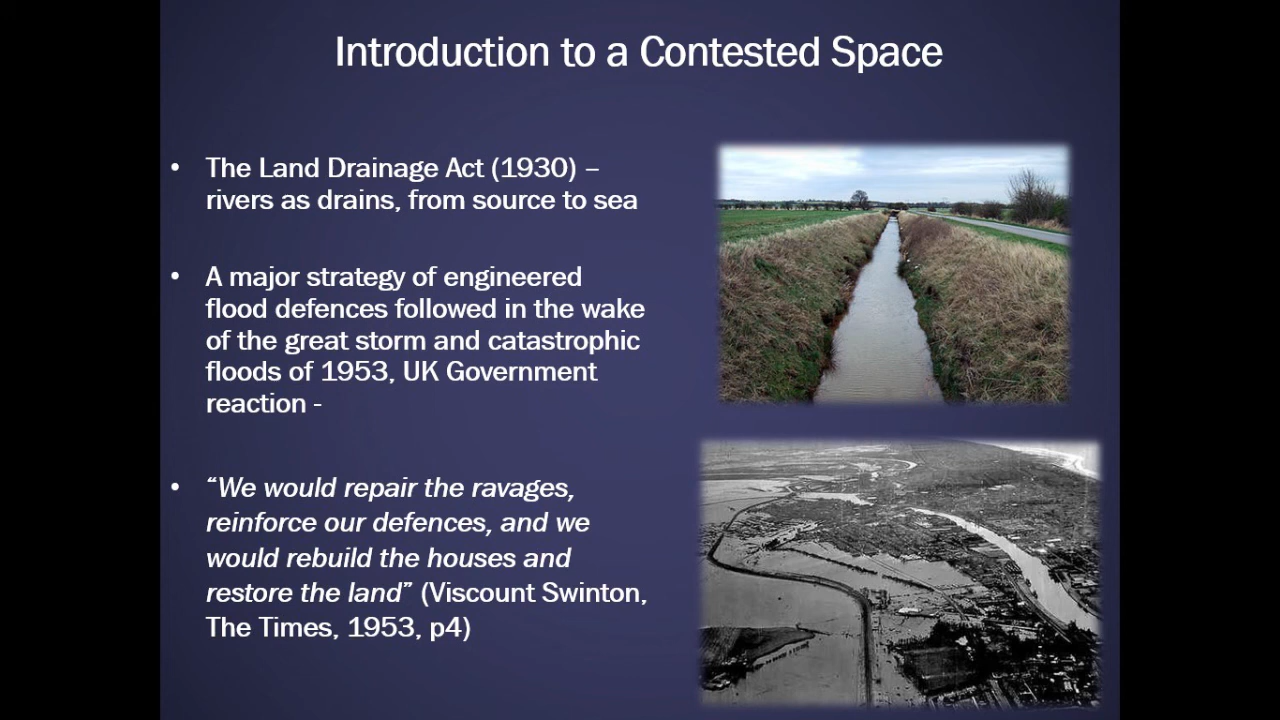 Introduction to a Contested Space
• The Land Drainage Act (1930) –
rivers as drains, from source to sea
• A major strategy of engineered
flood defences followed in the wake
of the great storm and catastrophic
floods of 1953, UK Government
reaction -
• “We would repair the ravages,
reinforce our defences, and we
would rebuild the houses and
restore the land” (Viscount Swinton,
The Times, 1953, p4)